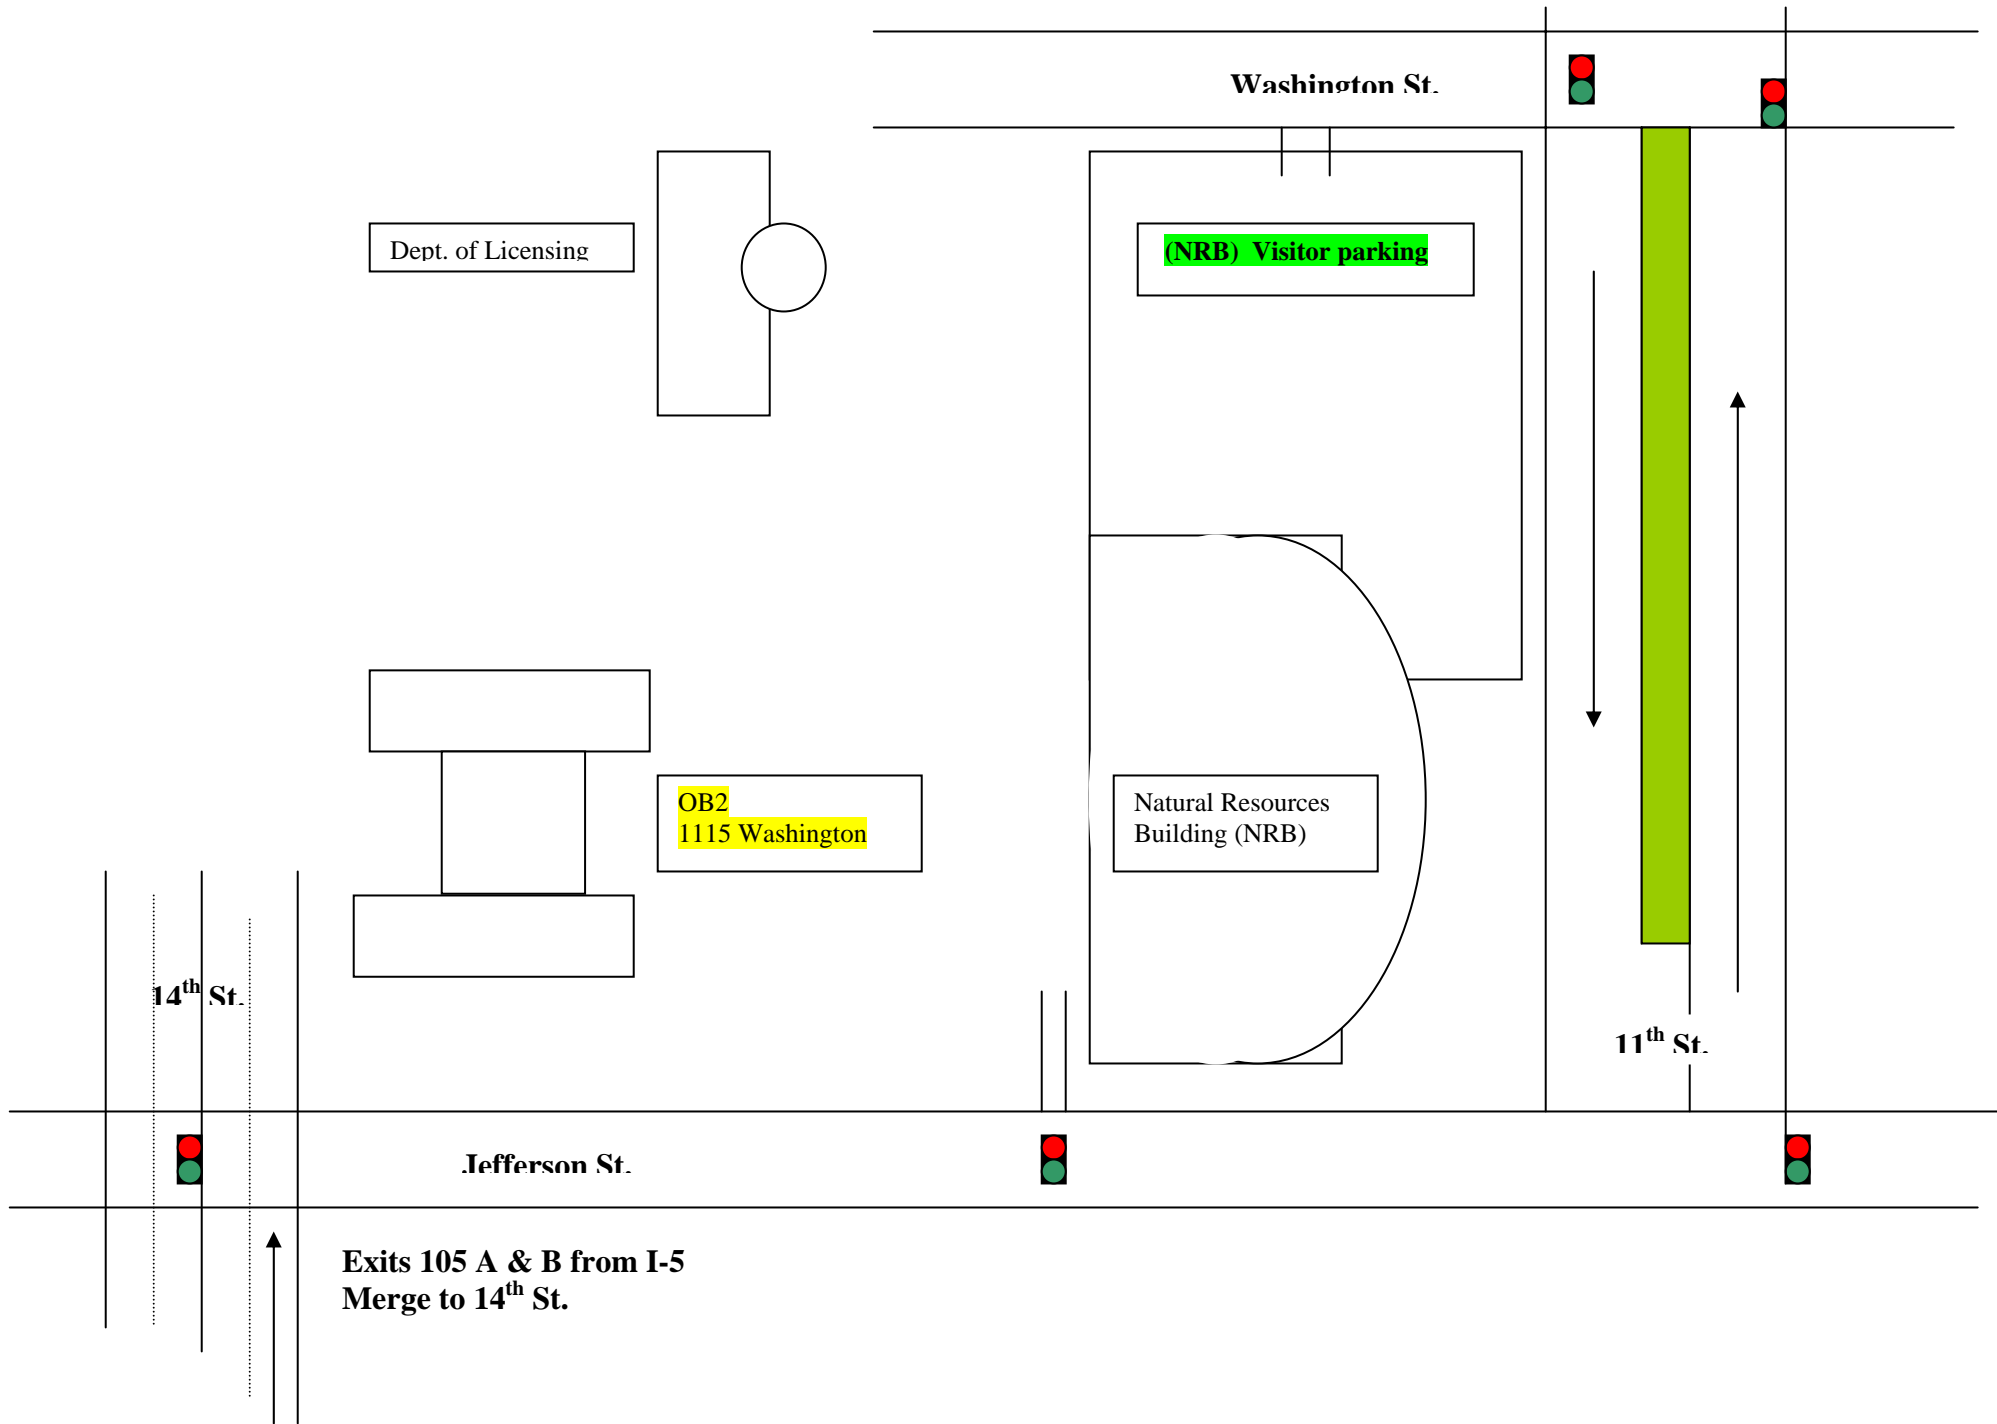 Washington St.
Dept. of Licensing
(NRB)  Visitor parking
OB2
1115 Washington
Natural Resources
Building (NRB)
14th St.
11th St.
Jefferson St.
Exits 105 A & B from I-5
Merge to 14th St.